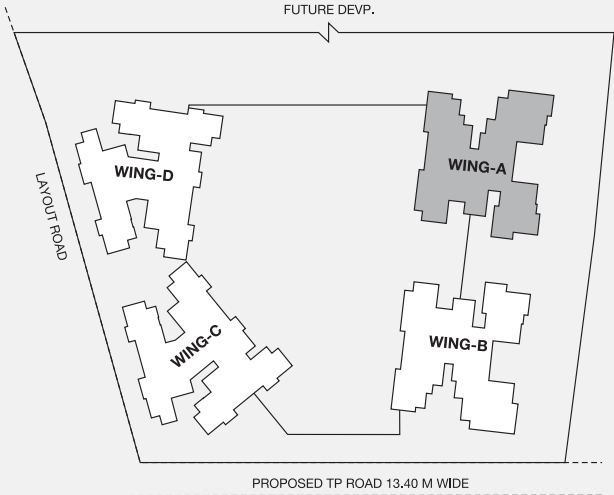 FUTURE DEVP.
WING-A
WING-D
LAYOUT ROAD
WING-C
WING-B
PROPOSED TP ROAD 13.40 M WIDE